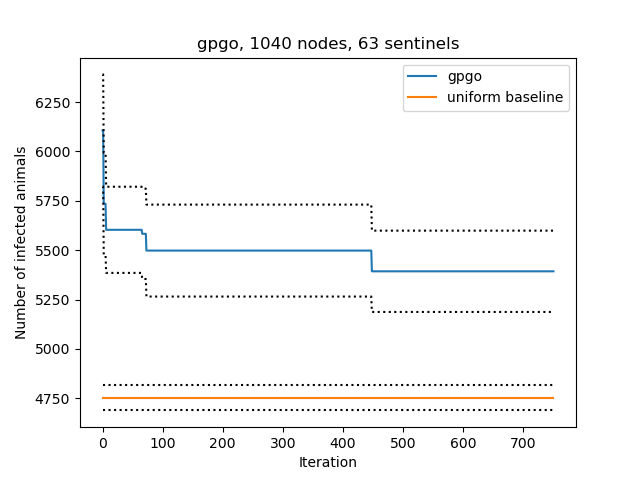 gpgo, 1040 nodes, 63 sentinels
gpgo
uniform baseline
Number of infected animals
6250
6000
5750
5500
5250
5000
4750
0 100 200 300 400 500 600 700
Iteration